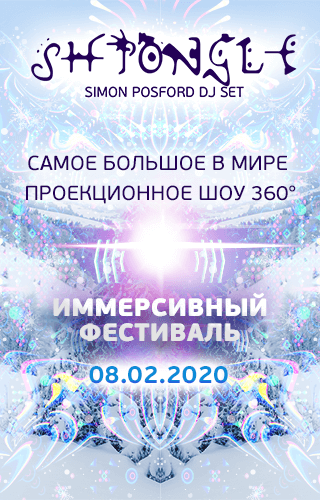 SHPONGLE
SIMON POSFORD DJ SET
САМОЕ БОЛЬШОЕ В МИРЕ
ПРОЕКЦИОННОЕ ШОУ 360°
ИММЕРСИВНЫЙ
ФЕСТИВАЛЬ
08.02.2020